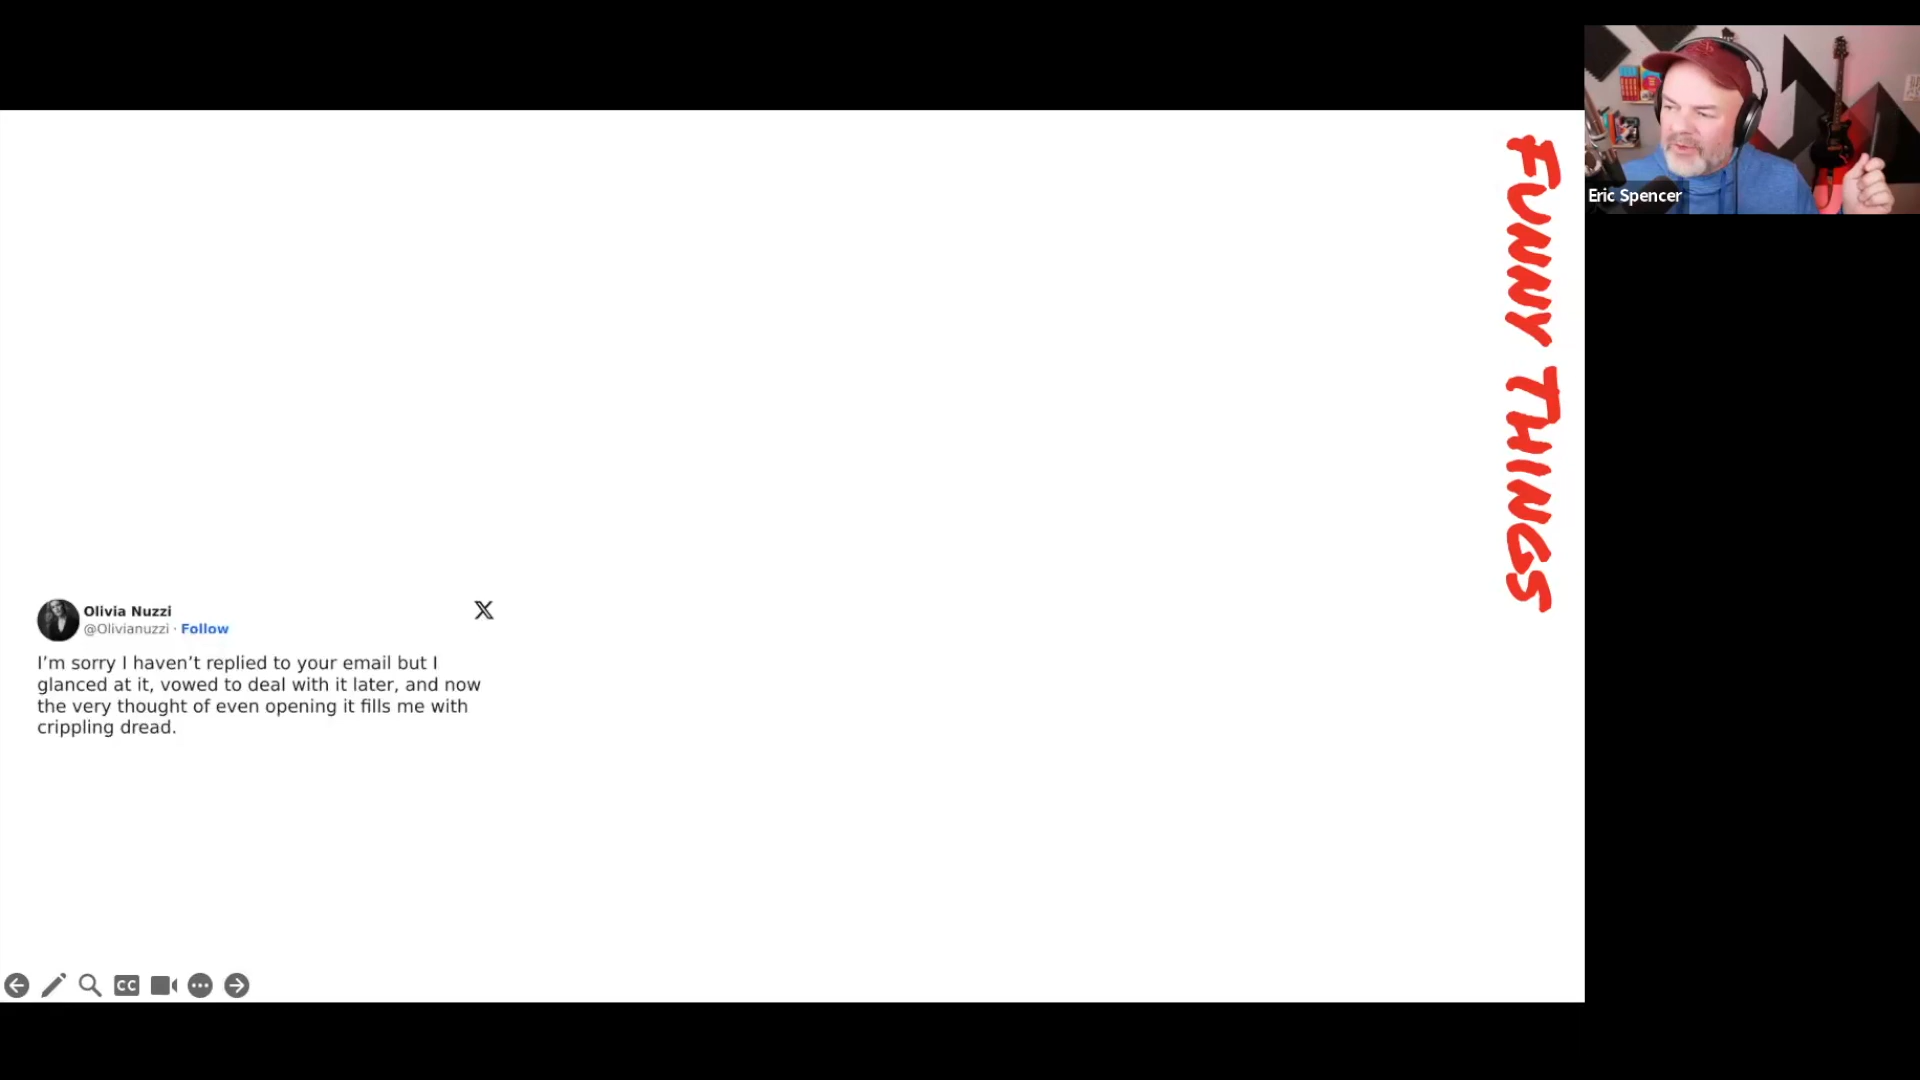 FUNNY THINGS
Eric Spencer
Olivia Nuzzi
@Olivianuzzi · Follow
I’m sorry I haven’t replied to your email but I
glanced at it, vowed to deal with it later, and now
the very thought of even opening it fills me with
crippling dread.
CC